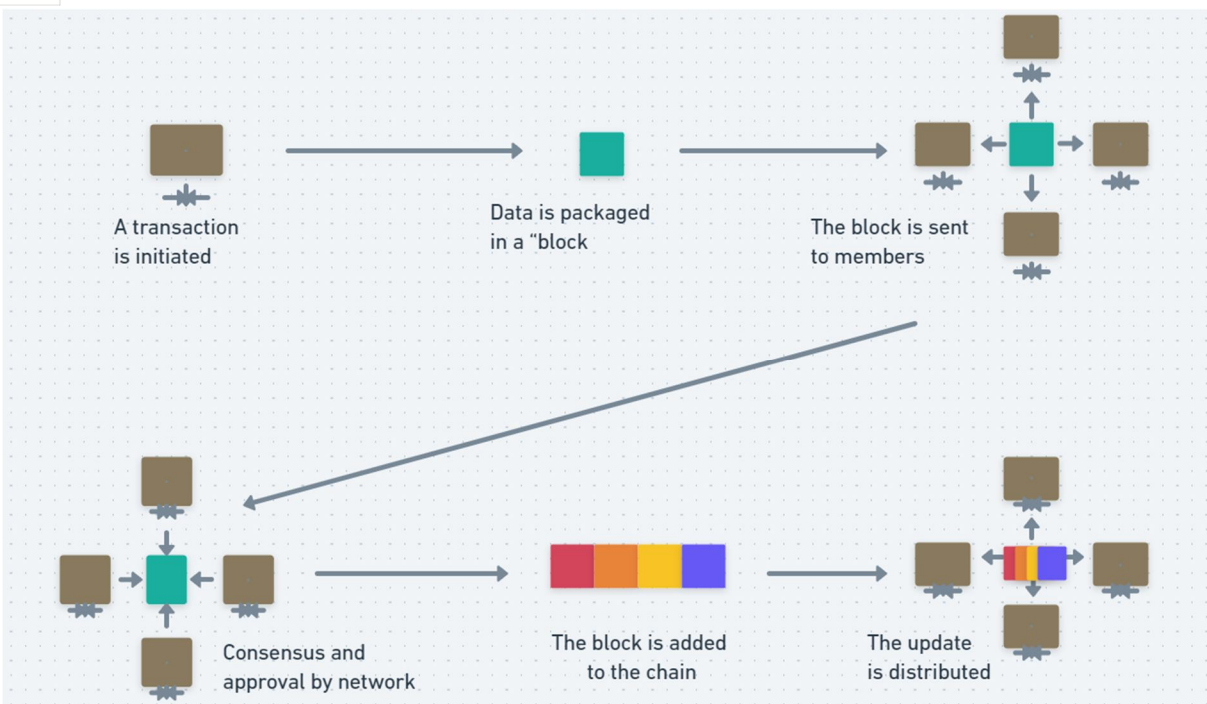 A transaction
is initiated
Data is packaged
in a “block
The block is sent
to members
Consensus and
approval by network
The block is added
to the chain
The update
is distributed